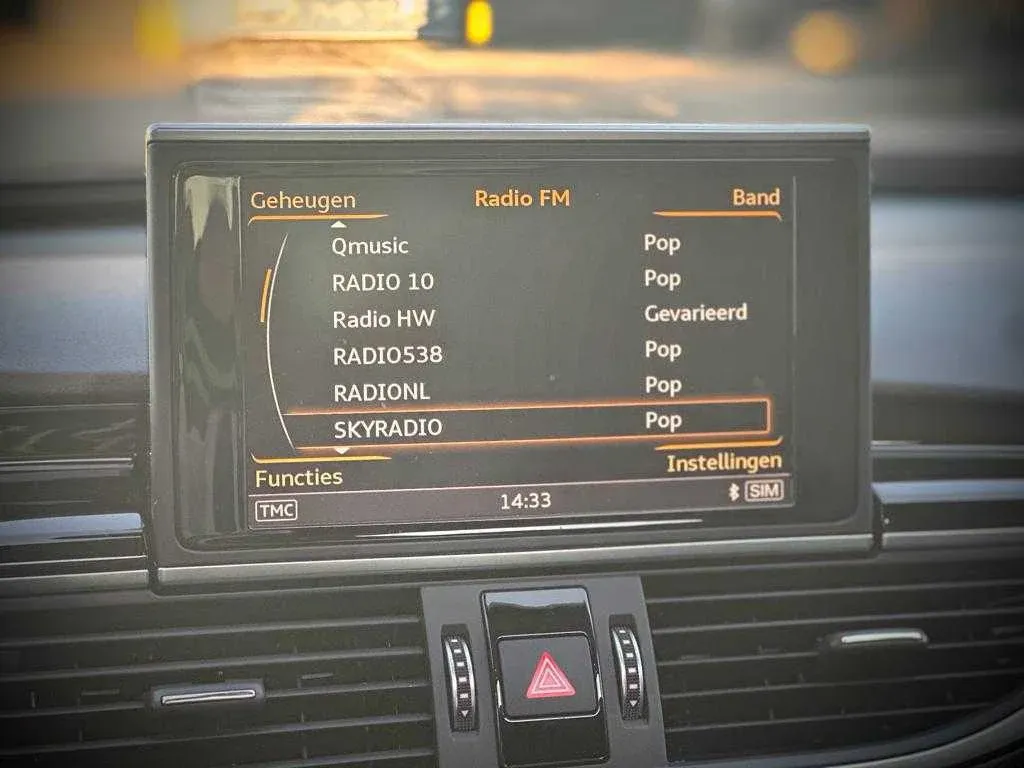 Geheugen Radio FM Band
Qmusic Pop
RADIO 10 Pop
Radio HW Gevarieerd
RADIO538 Pop
RADIONL Pop
SKYRADIO Pop
Functies Instellingen
TMC 14:33 SIM